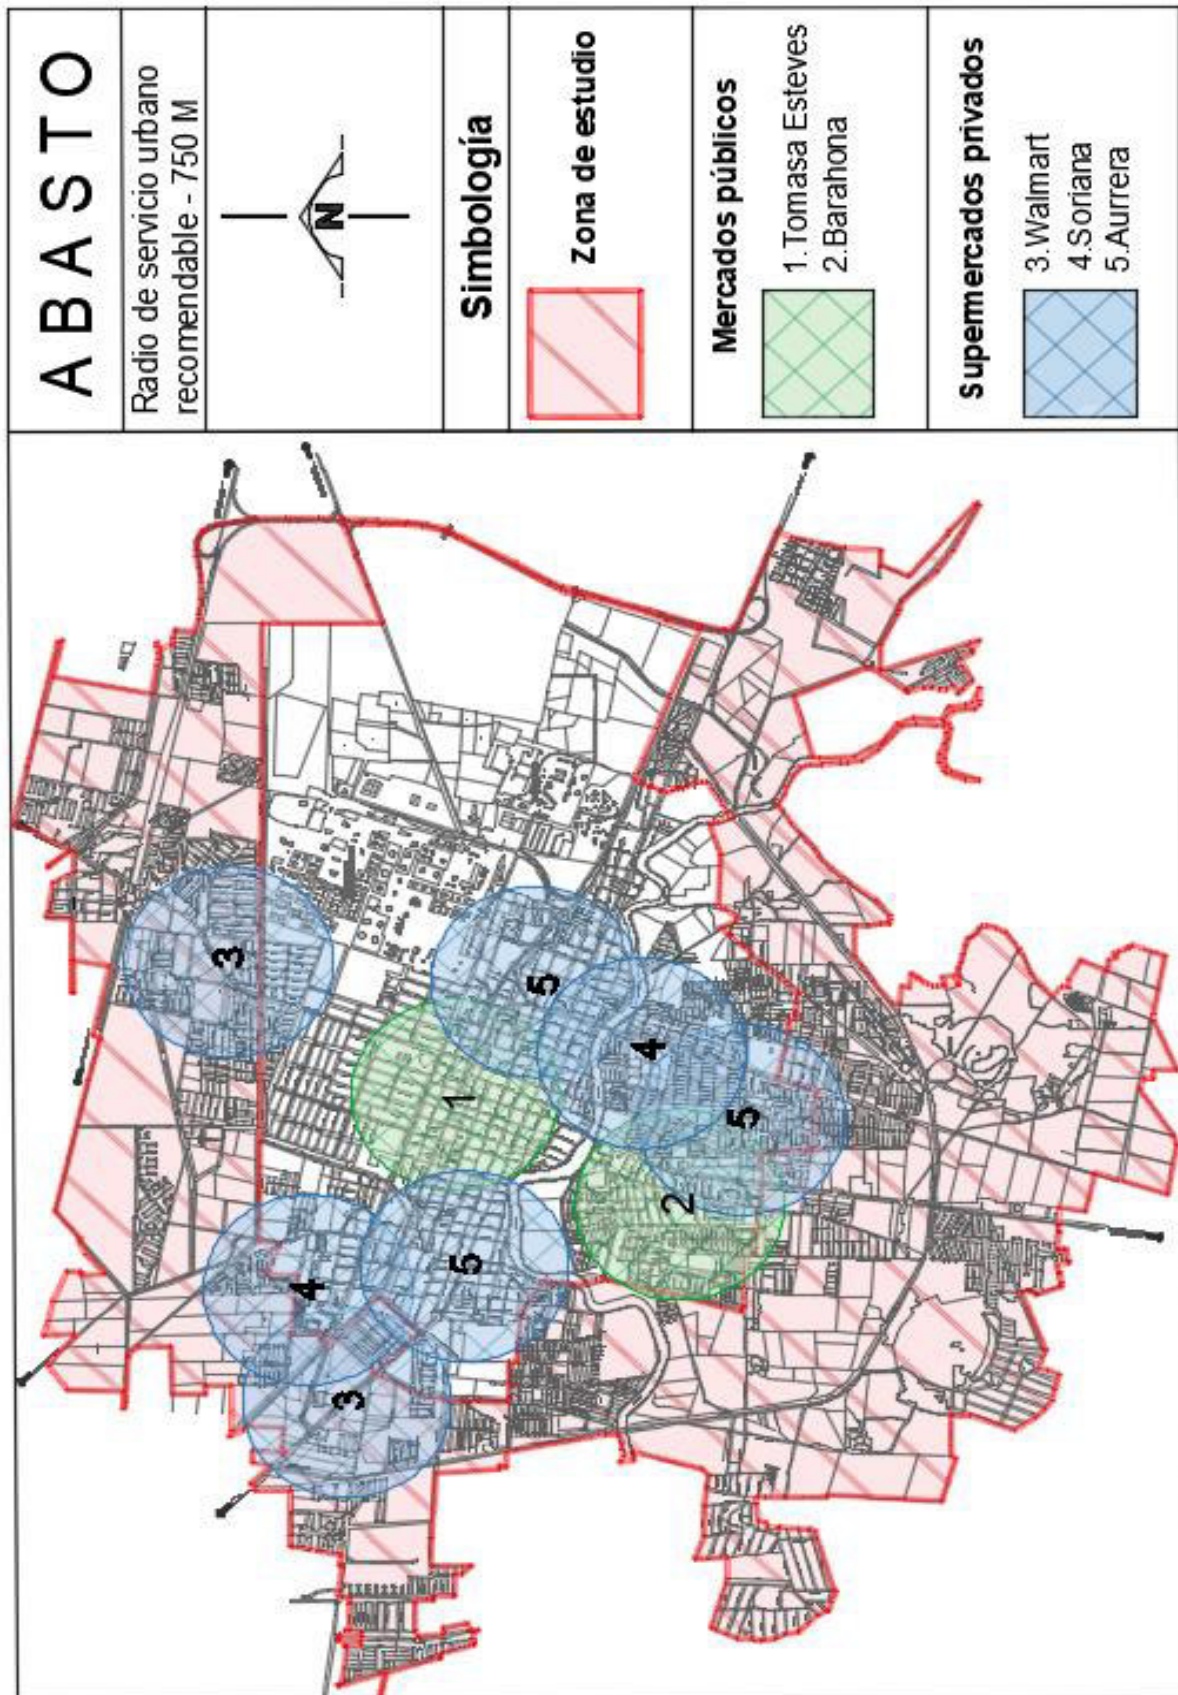 ABASTO
Radio de servicio urbano
recomendable - 750 M
N
Simbología
Zona de estudio
Mercados públicos
1.Tomasa Esteves
2.Barahona
Supermercados privados
3.Walmart
4.Soriana
5.Aurrera
3
5
4
5
1
2
4
5
3